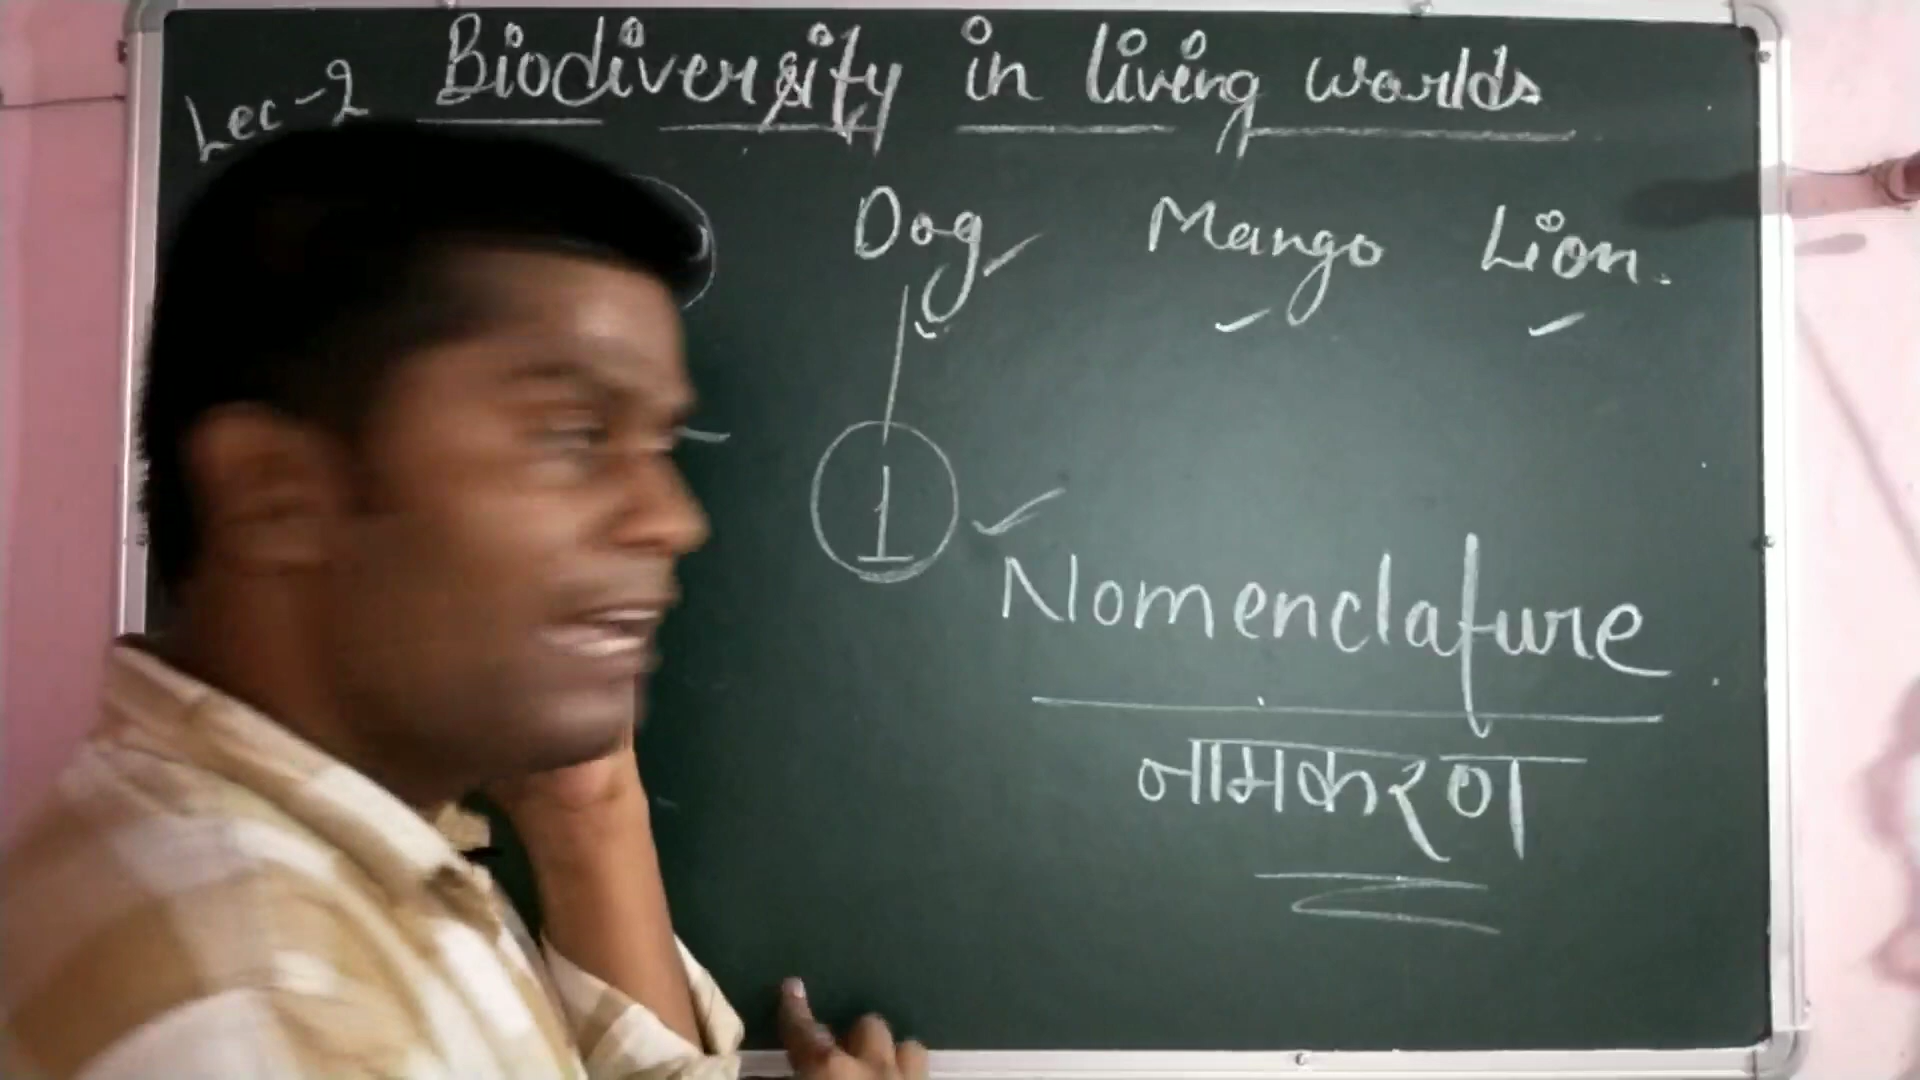 Lec-2 Biodiversity in living worlds
Dog Mango Lion.
1
Nomenclature
नामकरण